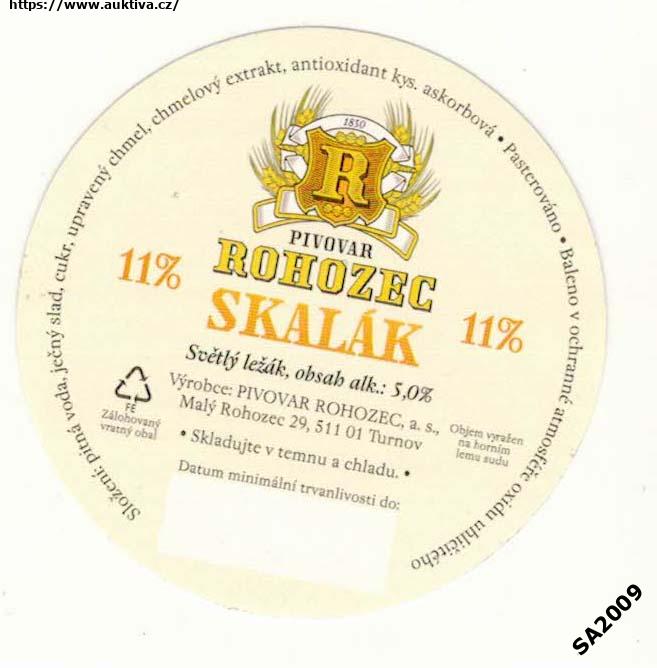 https://www.auktiva.cz/
Složení: pitná voda, ječný slad, cukr, upravený chmel, chmelový extrakt, antioxidant kys. askorbová • Pasterováno • Baleno v ochranné atmosféře oxidu uhličitého
1850
R
PIVOVAR
ROHOZEC
11% SKALÁK 11%
Světlý ležák, obsah alk.: 5,0%
Výrobce: PIVOVAR ROHOZEC, a. s.,
Malý Rohozec 29, 511 01 Turnov
FE
Zálohovaný
vratný obal
Objem vyražen
na horním
lemu sudu
• Skladujte v temnu a chladu. •
Datum minimální trvanlivosti do:
SA2009